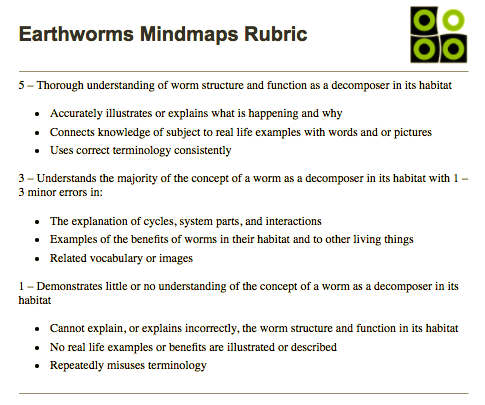 Earthworms Mindmaps Rubric
5 – Thorough understanding of worm structure and function as a decomposer in its habitat
• Accurately illustrates or explains what is happening and why
• Connects knowledge of subject to real life examples with words and or pictures
• Uses correct terminology consistently
3 – Understands the majority of the concept of a worm as a decomposer in its habitat with 1 –
3 minor errors in:
• The explanation of cycles, system parts, and interactions
• Examples of the benefits of worms in their habitat and to other living things
• Related vocabulary or images
1 – Demonstrates little or no understanding of the concept of a worm as a decomposer in its
habitat
• Cannot explain, or explains incorrectly, the worm structure and function in its habitat
• No real life examples or benefits are illustrated or described
• Repeatedly misuses terminology